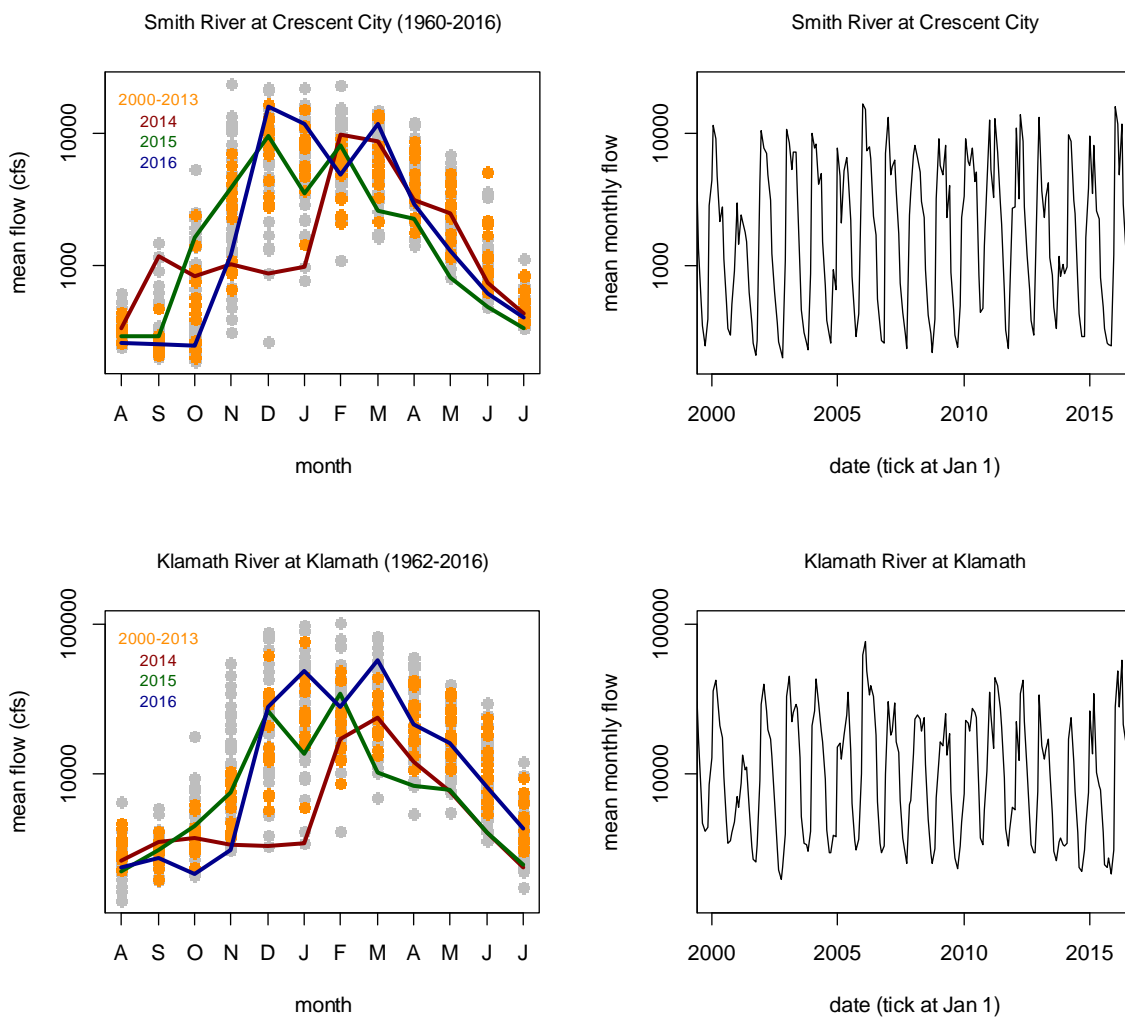 Smith River at Crescent City (1960-2016)
2000-2013
2014
2015
2016
mean flow (cfs)
10000
1000
A S O N D J F M A M J J
month
Smith River at Crescent City
mean monthly flow
10000
1000
2000 2005 2010 2015
date (tick at Jan 1)
Klamath River at Klamath (1962-2016)
2000-2013
2014
2015
2016
mean flow (cfs)
100000
10000
A S O N D J F M A M J J
month
Klamath River at Klamath
mean monthly flow
100000
10000
2000 2005 2010 2015
date (tick at Jan 1)